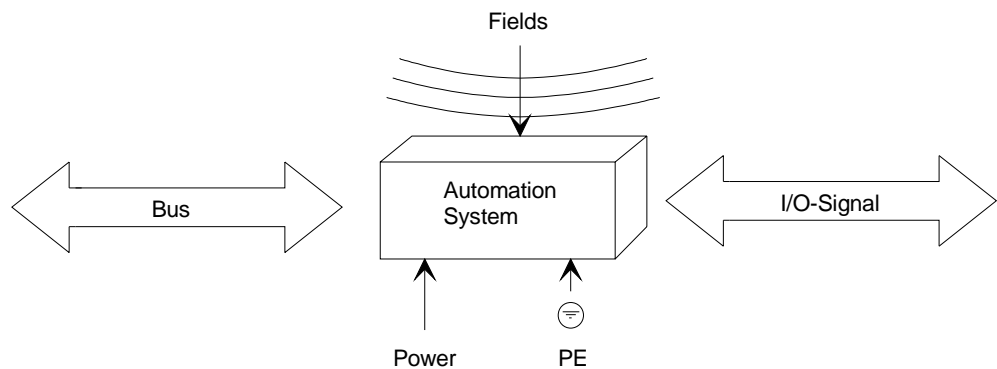 Fields
Automation
System
Bus
I/O-Signal
Power
PE